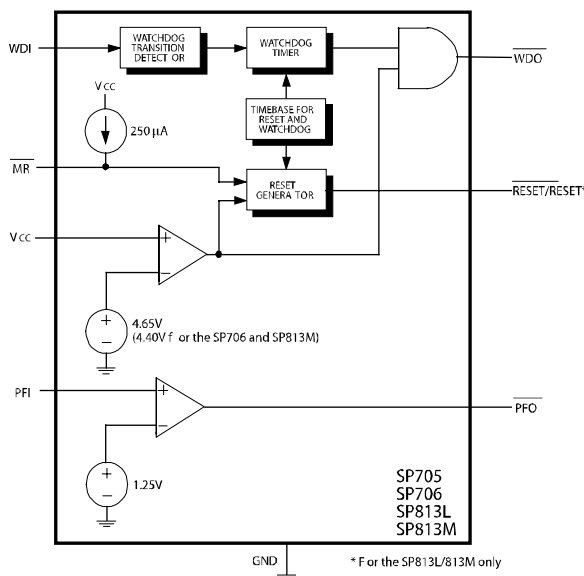 WDI
WATCHDOG
TRANSITION
DETECT OR
WATCHDOG
TIMER
WDO
VCC
250 µA
TIMEBASE FOR
RESET AND
WATCHDOG
MR
RESET
GENERA TOR
RESET/RESET*
VCC
+
−
+
−
4.65V
(4.40V f or the SP706 and SP813M)
PFI
+
−
PFO
+
−
1.25V
SP705
SP706
SP813L
SP813M
GND
* F or the SP813L/813M only